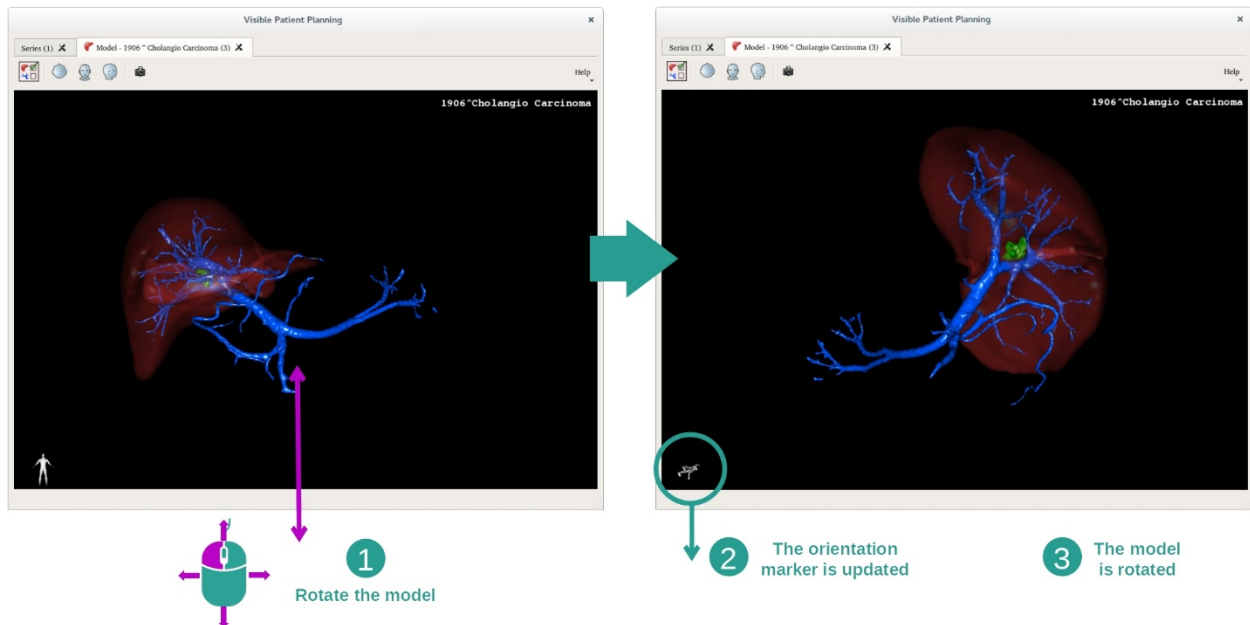 Visible Patient Planning
×
Series (1) ✗
Model - 1906 ^ Cholangio Carcinoma (3) ✗
Help
1906^Cholangio Carcinoma
1
Rotate the model
Visible Patient Planning
×
Series (1) ✗
Model - 1906 ^ Cholangio Carcinoma (3) ✗
Help
1906^Cholangio Carcinoma
2
The orientation
marker is updated
3
The model
is rotated